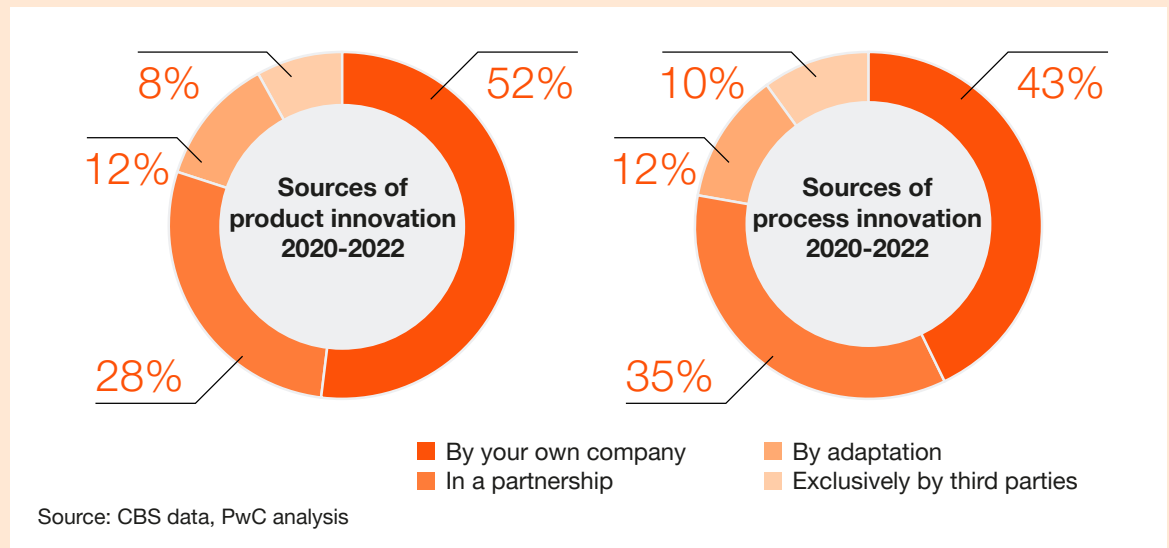 8%
52%
12%
Sources of
product innovation
2020-2022
28%
10%
43%
12%
Sources of
process innovation
2020-2022
35%
By your own company
In a partnership
By adaptation
Exclusively by third parties
Source: CBS data, PwC analysis